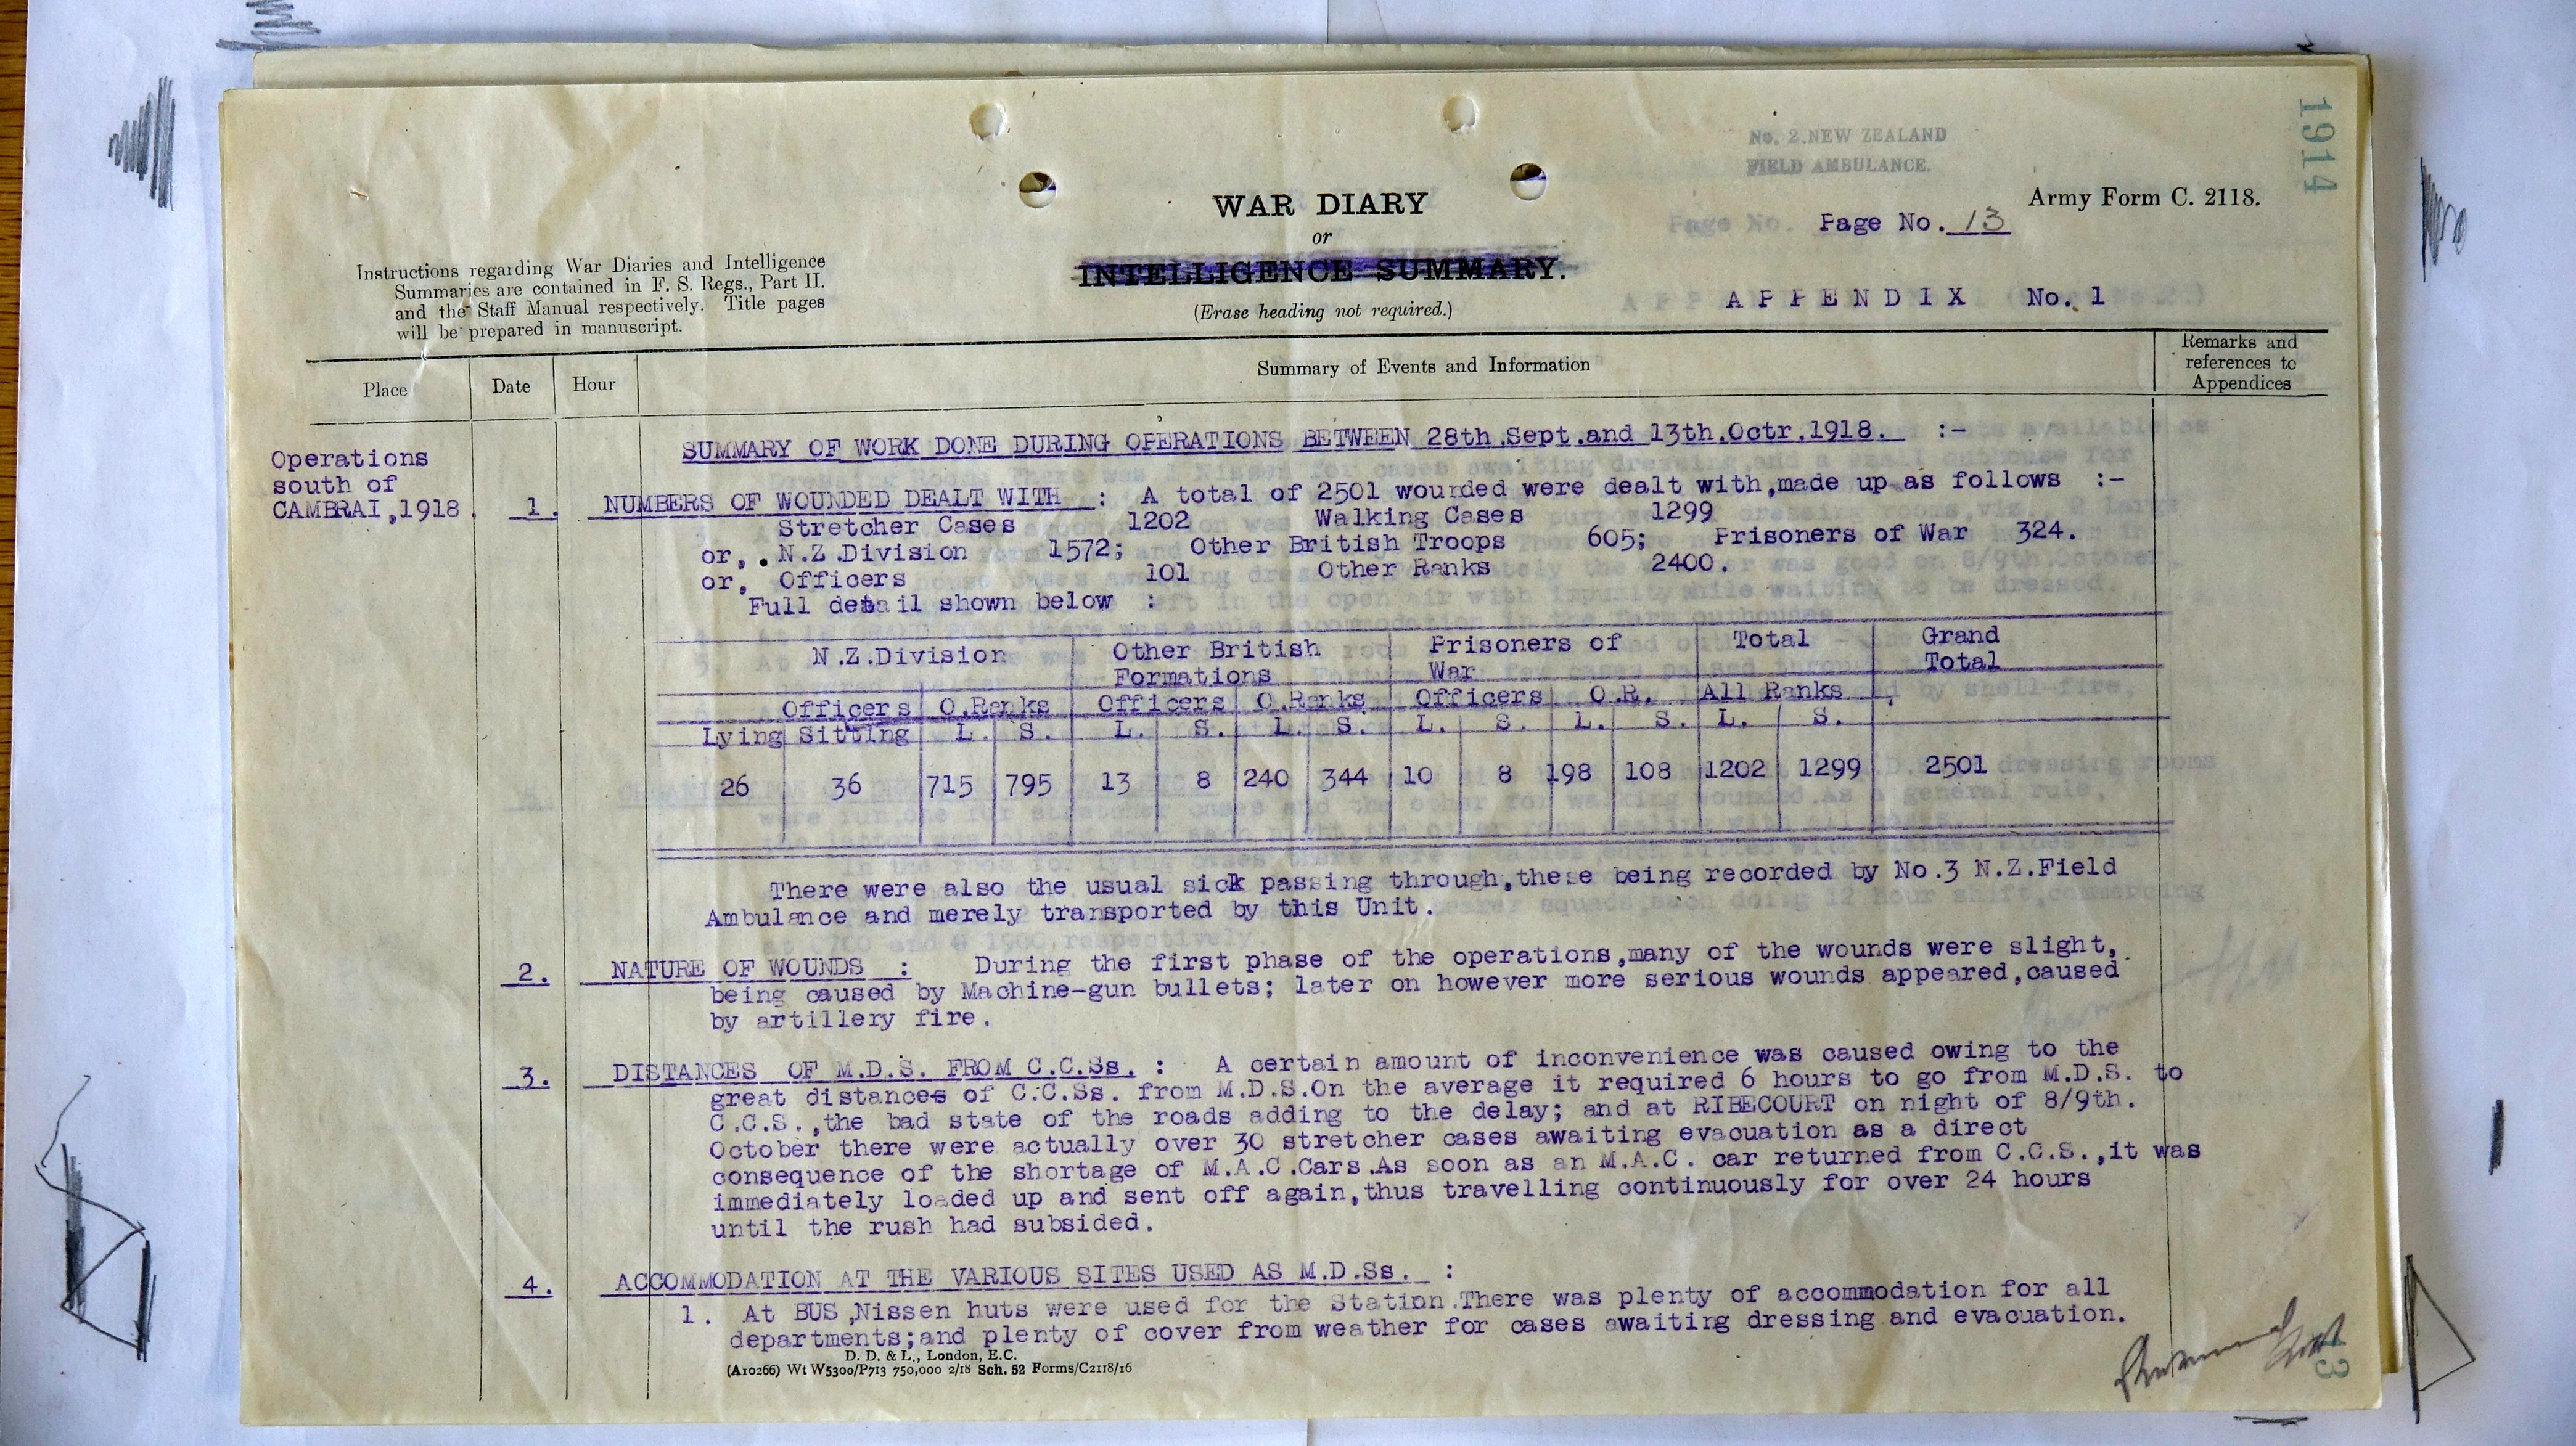 1914
No. 2.NEW ZEALAND
FIELD AMBULANCE.
Army Form C. 2118.
WAR DIARY
Page No. Page No. 13
or
INTELLIGENCE SUMMARY.
(Erase heading not required.)
APPENDIX No. 1
Instructions regarding War Diaries and Intelligence
Summaries are contained in F. S. Regs., Part II.
and the Staff Manual respectively. Title pages
will be prepared in manuscript.
Place Date Hour Summary of Events and Information Remarks and references to Appendices
Operations
south of
CAMBRAI,1918.
SUMMARY OF WORK DONE DURING OPERATIONS BETWEEN 28th.Sept.and 13th.Octr.1918. :-
1. NUMBERS OF WOUNDED DEALT WITH : A total of 2501 wounded were dealt with,made up as follows :-
Stretcher Cases 1202 Walking Cases 1299
or, . N.Z.Division 1572; Other British Troops 605; Prisoners of War 324.
or, Officers 101 Other Ranks 2400.
Full detail shown below :
N.Z.Division Other British Formations Prisoners of War Total Grand Total
Officers O.Ranks Officers O.Ranks Officers O.R. All Ranks
Lying Sitting L. S. L. S. L. S. L. S. L. S. L. S.
26 36 715 795 13 8 240 344 10 8 198 108 1202 1299 2501
There were also the usual sick passing through,these being recorded by No.3 N.Z.Field
Ambulance and merely transported by this Unit.
2. NATURE OF WOUNDS : During the first phase of the operations,many of the wounds were slight,
being caused by Machine-gun bullets; later on however more serious wounds appeared,caused
by artillery fire.
3. DISTANCES OF M.D.S. FROM C.C.Ss. : A certain amount of inconvenience was caused owing to the
great distances of C.C.Ss. from M.D.S.On the average it required 6 hours to go from M.D.S. to
C.C.S.,the bad state of the roads adding to the delay; and at RIBECOURT on night of 8/9th.
October there were actually over 30 stretcher cases awaiting evacuation as a direct
consequence of the shortage of M.A.C.Cars.As soon as an M.A.C. car returned from C.C.S.,it was
immediately loaded up and sent off again,thus travelling continuously for over 24 hours
until the rush had subsided.
4. ACCOMMODATION AT THE VARIOUS SITES USED AS M.D.Ss. :
1. At BUS,Nissen huts were used for the Station.There was plenty of accommodation for all
departments;and plenty of cover from weather for cases awaiting dressing and evacuation.
D. D. & L., London, E.C.
(A10266) Wt W5300/P713 750,000 2/18 Sch. 52 Forms/C2118/16
13